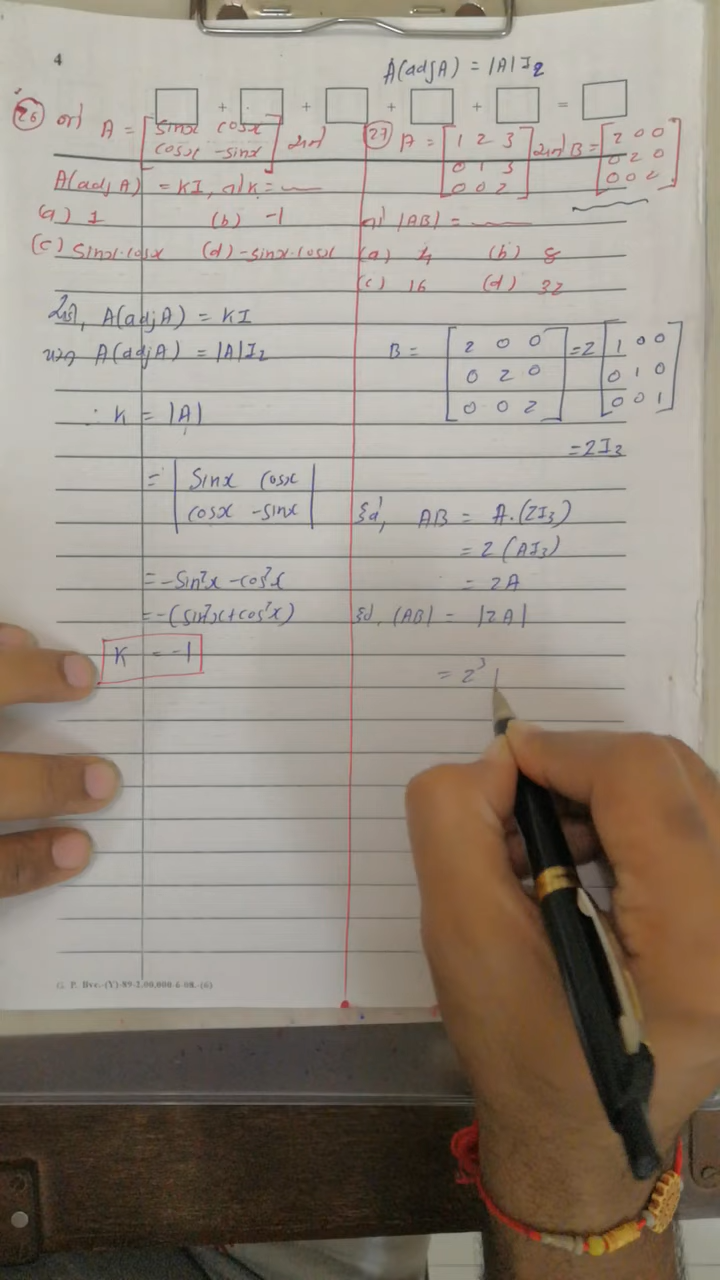 4
A(adjA) = |A|I₂
+ + + + + =
(26) જો A = [sinx cosx
cosx -sinx] અને
A(adjA) = KI, તો K = ___
(a) 1 (b) -1
(c) sinx·cosx (d) -sinx·cosx
અહીં, A(adjA) = KI
A(adjA) = |A|I₂
∴ K = |A|
= |sinx cosx
cosx -sinx|
= -sin²x - cos²x
= -(sin²x + cos²x)
K = -1
(27) A = [1 2 3
0 1 3
0 0 2] અને B = [2 0 0
0 2 0
0 0 2]
તો |AB| = ___
(a) 4 (b) 8
(c) 16 (d) 32
B = [2 0 0
0 2 0
0 0 2] = 2[1 0 0
0 1 0
0 0 1]
= 2I₃
હવે, AB = A.(2I₃)
= 2(AI₃)
= 2A
હવે, |AB| = |2A|
= 2³ |